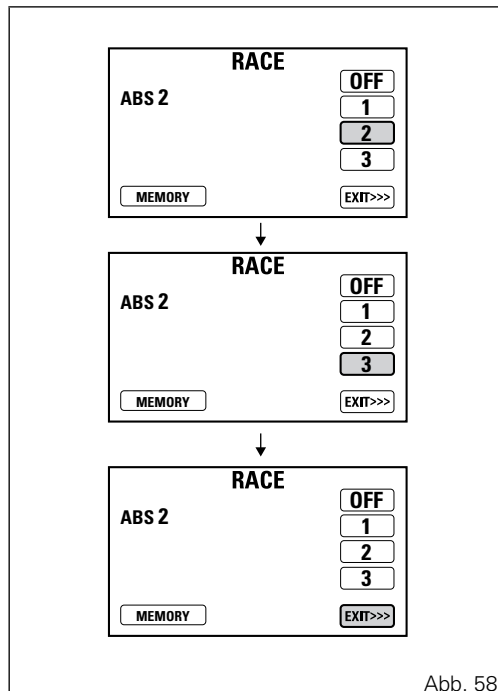 RACE
ABS 2
OFF
1
2
3
MEMORY
EXIT>>>
RACE
ABS 2
OFF
1
2
3
MEMORY
EXIT>>>
RACE
ABS 2
OFF
1
2
3
MEMORY
EXIT>>>
Abb. 58